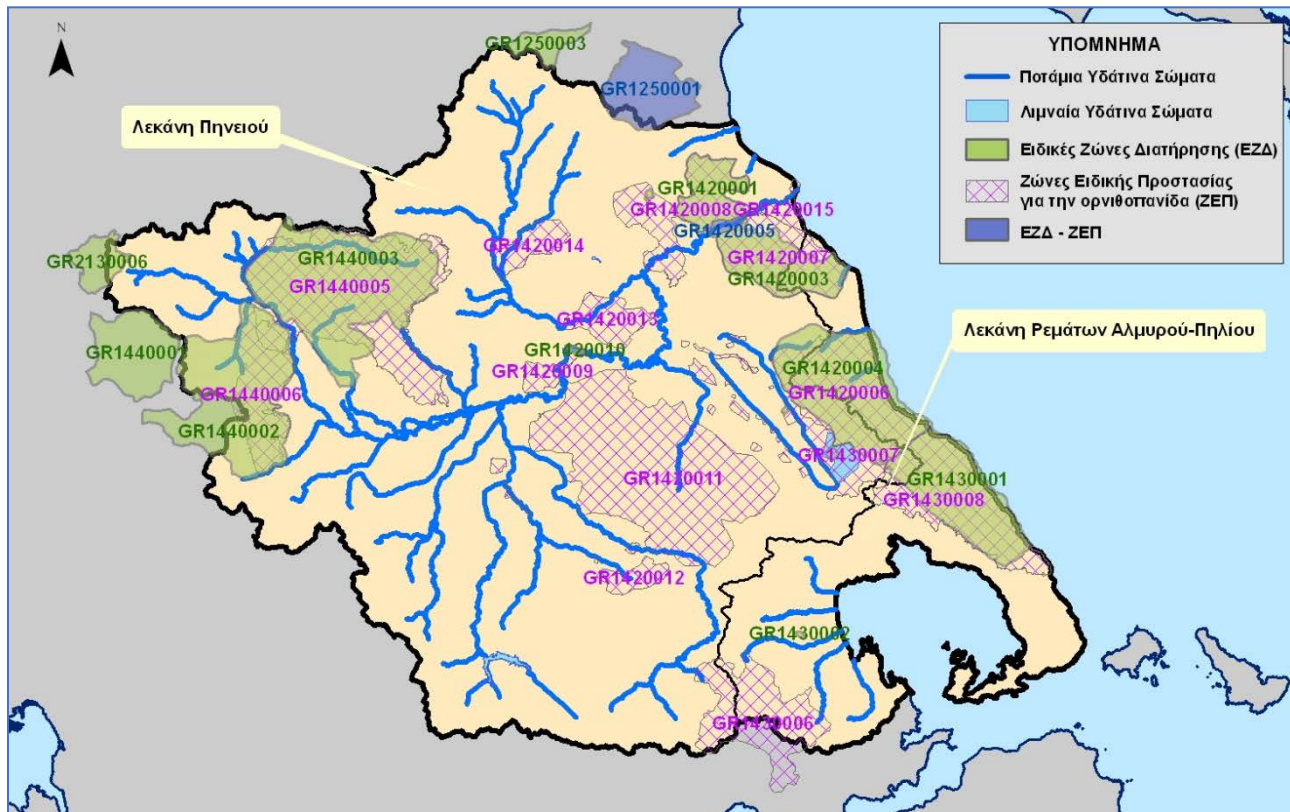 N
GR1250003
GR1250001
Λεκάνη Πηνειού
ΥΠΟΜΝΗΜΑ
Ποτάμια Υδάτινα Σώματα
Λιμναία Υδάτινα Σώματα
Ειδικές Ζώνες Διατήρησης (ΕΖΔ)
Ζώνες Ειδικής Προστασίας
για την ορνιθοπανίδα (ΖΕΠ)
ΕΖΔ - ΖΕΠ
GR1420001
GR1420008
GR1420015
GR1420005
GR1420014
GR1420007
GR1420003
GR2130006
GR1440003
GR1440005
GR1420013
Λεκάνη Ρεμάτων Αλμυρού-Πηλίου
GR1440001
GR1420010
GR1420009
GR1420004
GR1420006
GR1440006
GR1440002
GR1430007
GR1420011
GR1430001
GR1430008
GR1420012
GR1430002
GR1430006